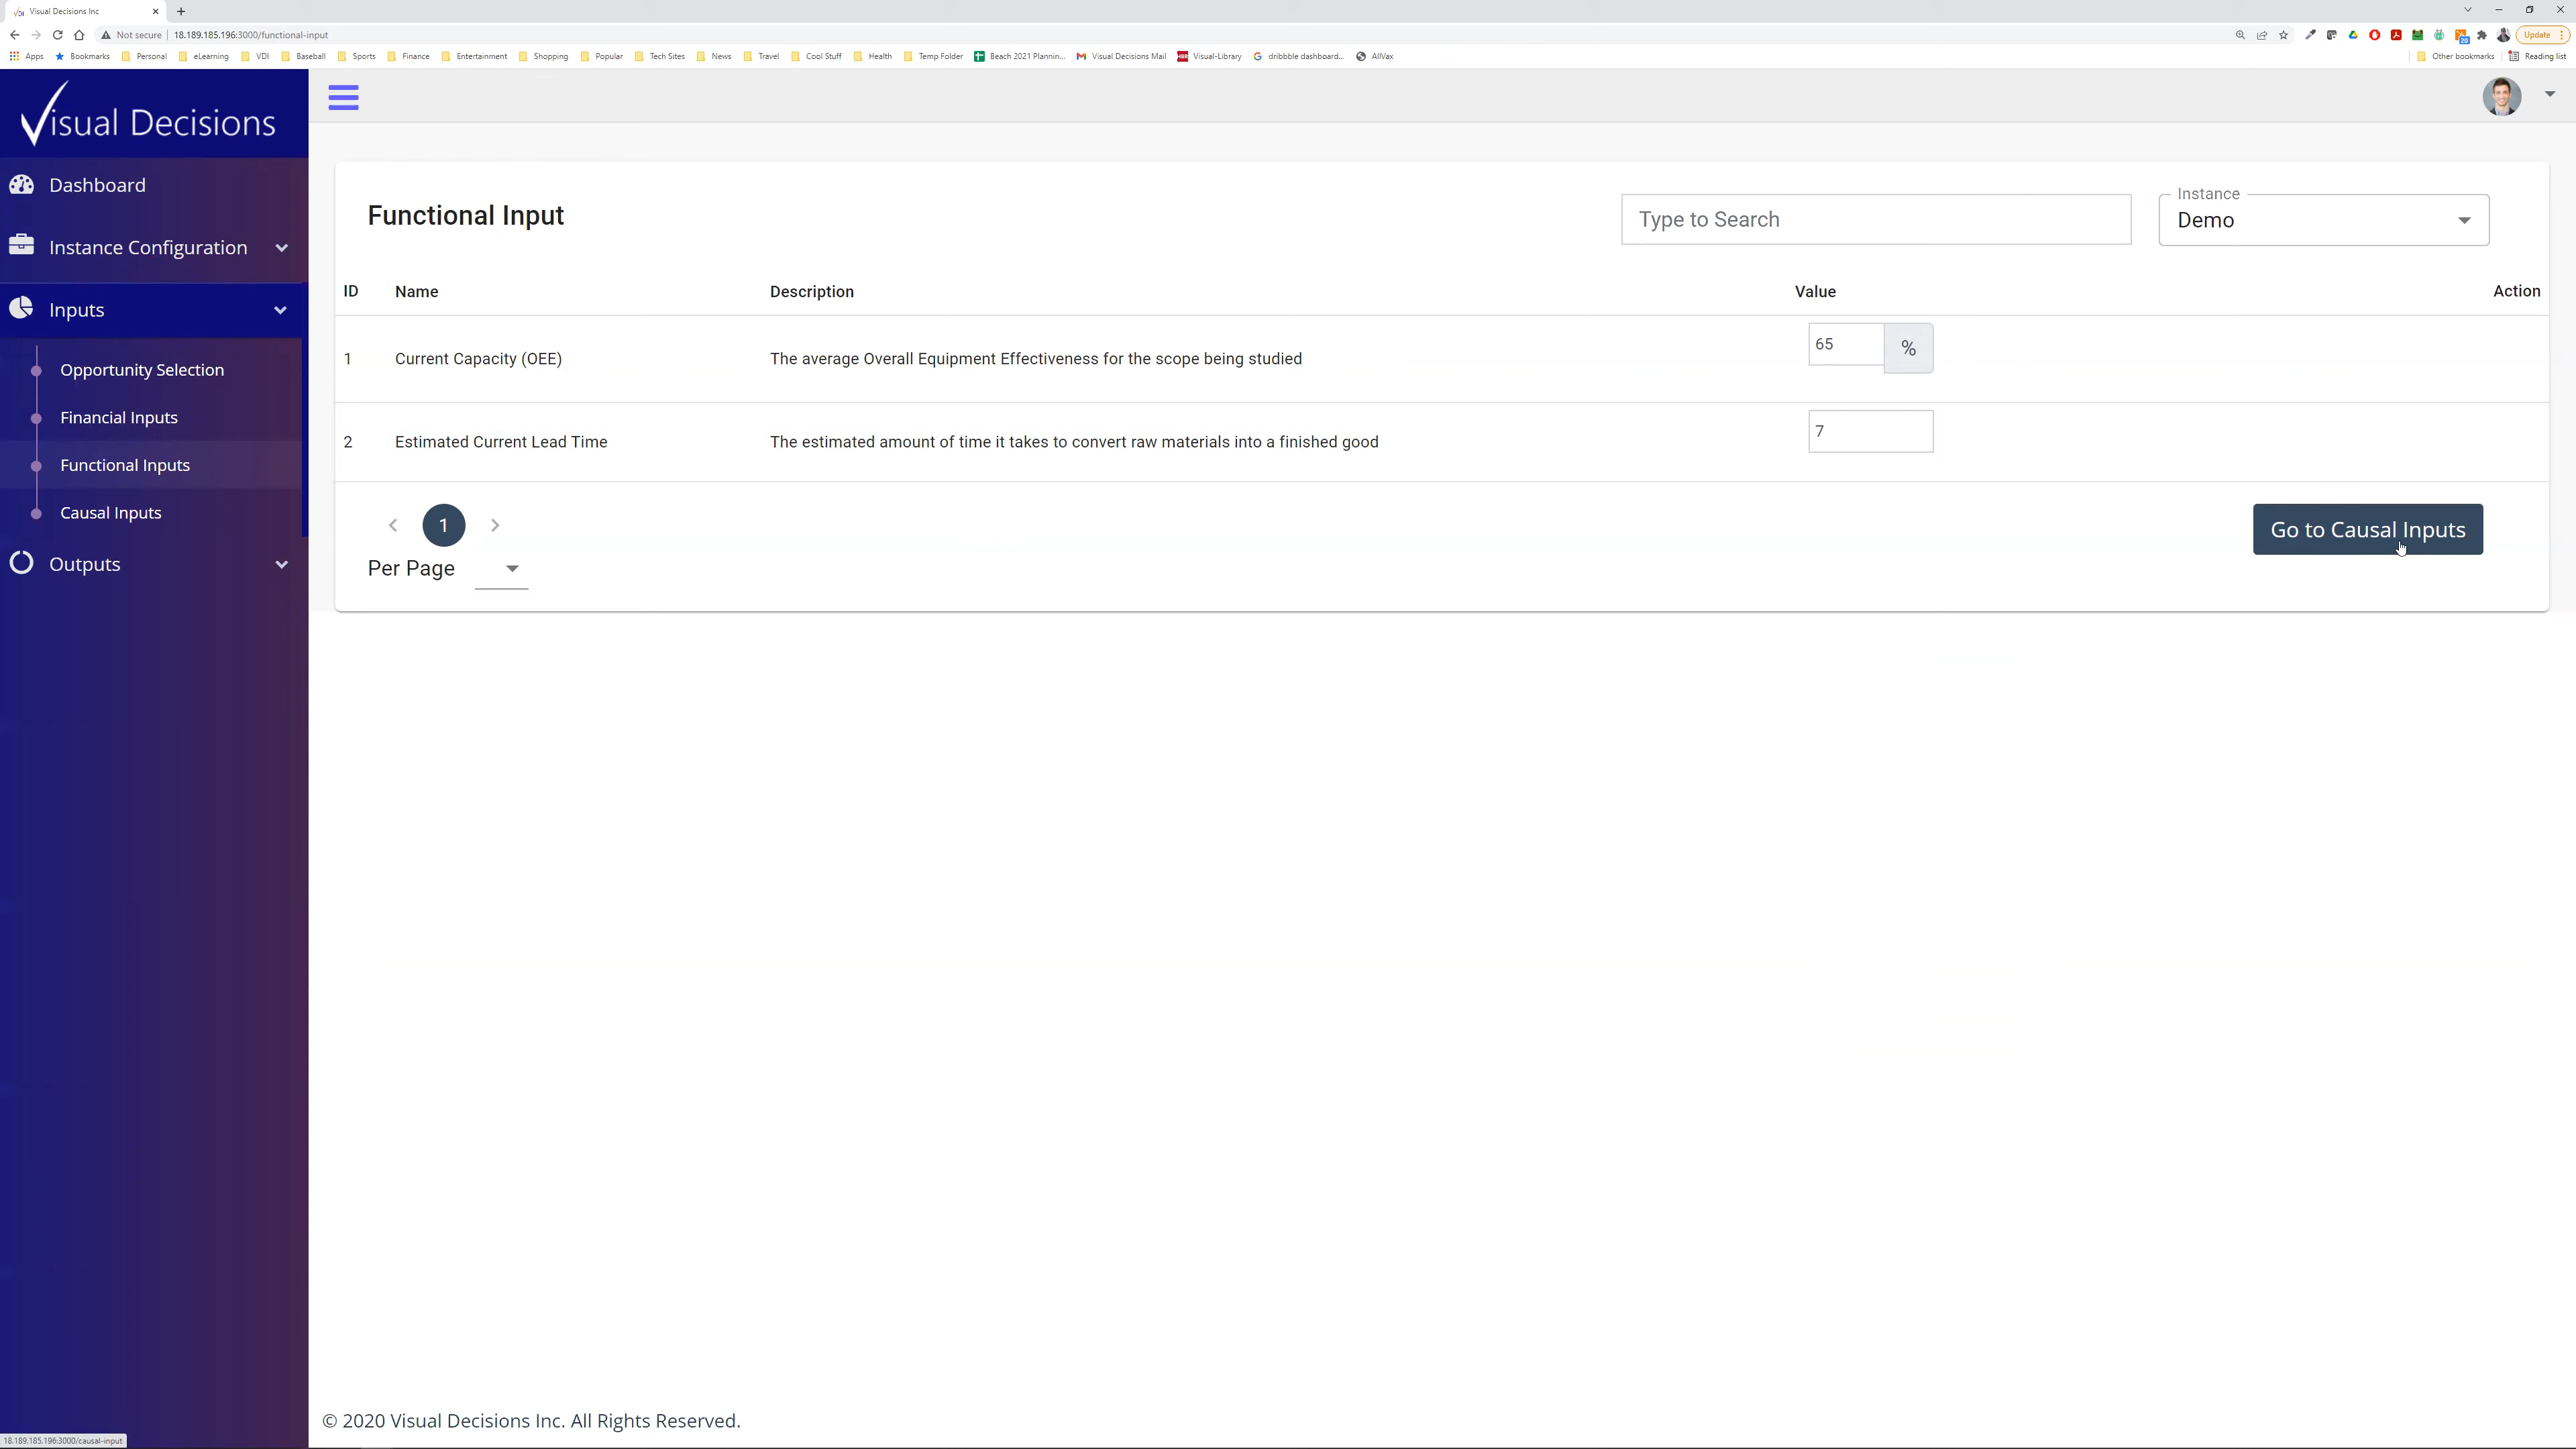 Visual Decisions Inc
Not secure | 18.189.185.196:3000/functional-input
Update
Apps Bookmarks Personal eLearning VDI Baseball Sports Finance Entertainment Shopping Popular Tech Sites News Travel Cool Stuff Health Temp Folder Beach 2021 Plannin... Visual Decisions Mail Visual-Library dribbble dashboard... AllVax Other bookmarks Reading list
Visual Decisions
Dashboard
Instance Configuration
Inputs
Opportunity Selection
Financial Inputs
Functional Inputs
Causal Inputs
Outputs
Functional Input
Type to Search
Instance
Demo
ID Name Description Value Action
1 Current Capacity (OEE) The average Overall Equipment Effectiveness for the scope being studied 65 %
2 Estimated Current Lead Time The estimated amount of time it takes to convert raw materials into a finished good 7
1
Go to Causal Inputs
Per Page
© 2020 Visual Decisions Inc. All Rights Reserved.
18.189.185.196:3000/causal-input